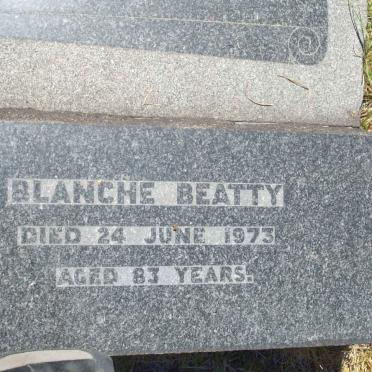 BLANCHE BEATTY
DIED 24 JUNE 1973
AGED 83 YEARS.